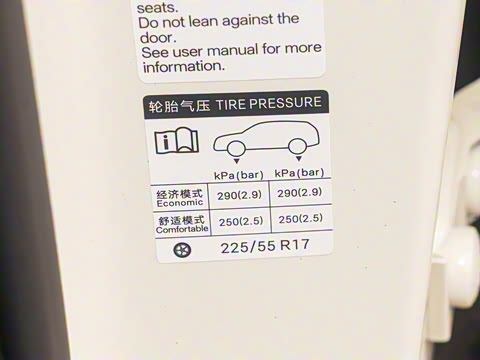 seats.
Do not lean against the
door.
See user manual for more
information.
轮胎气压 TIRE PRESSURE
i
kPa(bar) kPa(bar)
经济模式 290(2.9) 290(2.9)
Economic
舒适模式 250(2.5) 250(2.5)
Comfortable
225/55 R17